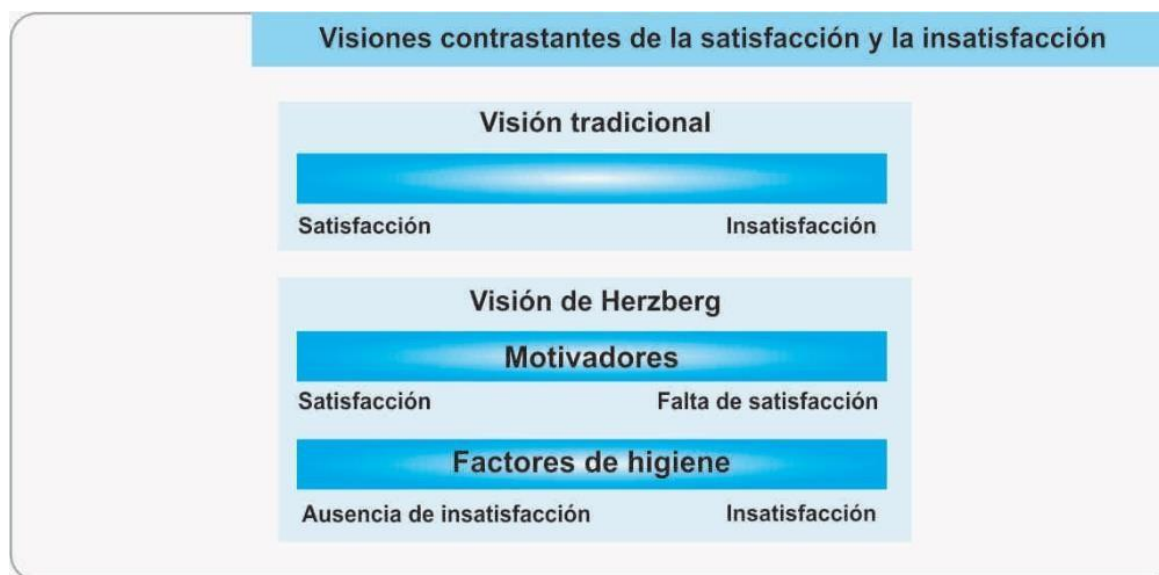 Visiones contrastantes de la satisfacción y la insatisfacción
Visión tradicional
Satisfacción Insatisfacción
Visión de Herzberg
Motivadores
Satisfacción Falta de satisfacción
Factores de higiene
Ausencia de insatisfacción Insatisfacción